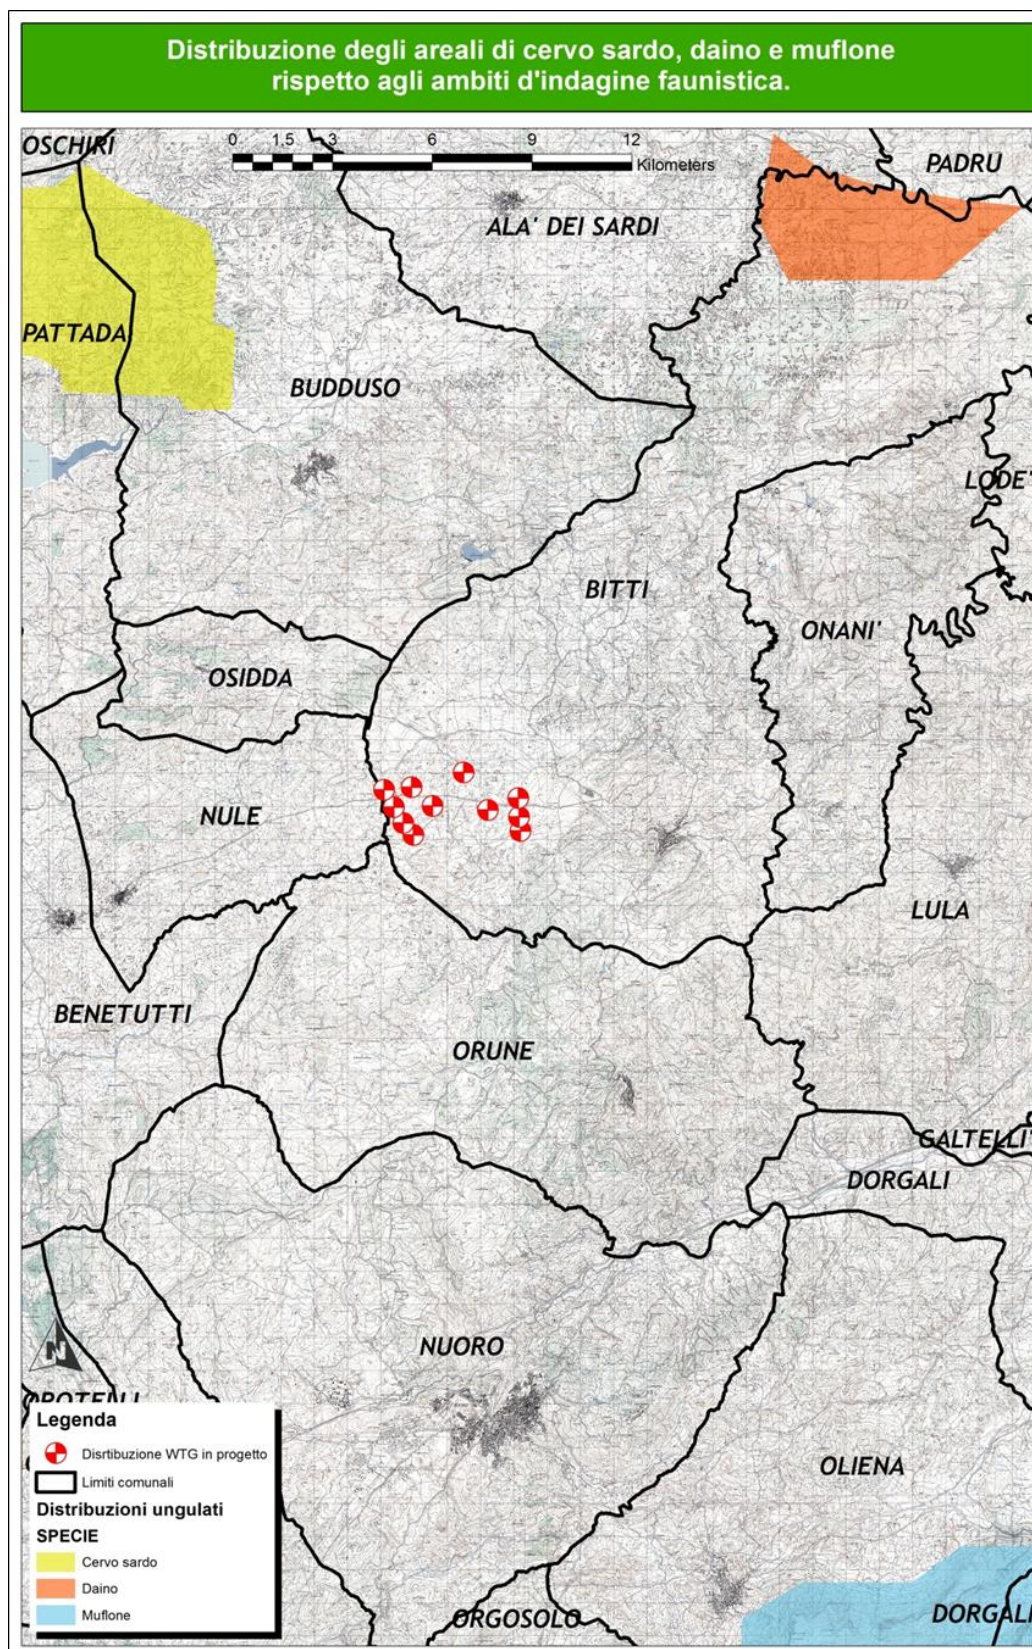 Distribuzione degli areali di cervo sardo, daino e muflone
rispetto agli ambiti d'indagine faunistica.
0 1.5 3 6 9 12
Kilometers
OSCHIRI
PADRU
ALA' DEI SARDI
PATTADA
BUDDUSO
LODE'
BITTI
ONANI'
OSIDDA
NULE
LULA
BENETUTTI
ORUNE
GALTELLI'
DORGALI
N
NUORO
OROTELLI
OLIENA
ORGOSOLO
DORGALI
Legenda
Disrtibuzione WTG in progetto
Limiti comunali
Distribuzioni ungulati
SPECIE
Cervo sardo
Daino
Muflone